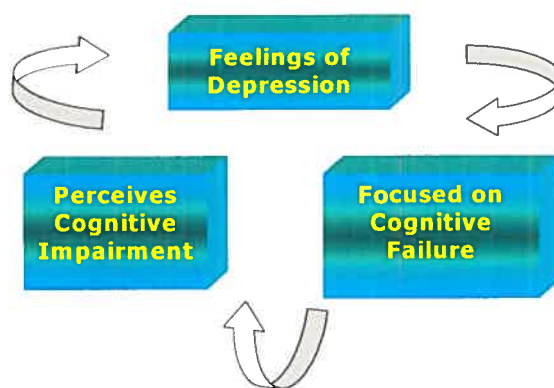 Feelings of
Depression
Perceives
Cognitive
Impairment
Focused on
Cognitive
Failure